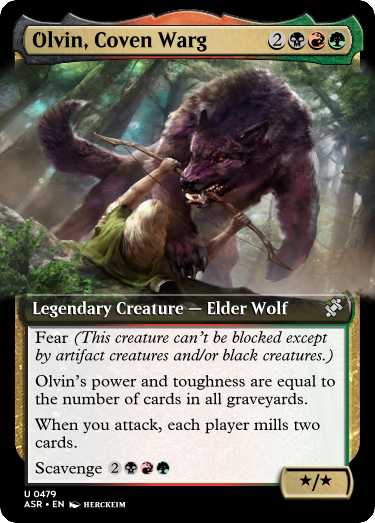 Olvin, Coven Warg 2
Legendary Creature — Elder Wolf
Fear (This creature can't be blocked except
by artifact creatures and/or black creatures.)
Olvin's power and toughness are equal to
the number of cards in all graveyards.
When you attack, each player mills two
cards.
Scavenge 2
★/★
U 0479
ASR • EN HERCKEIM